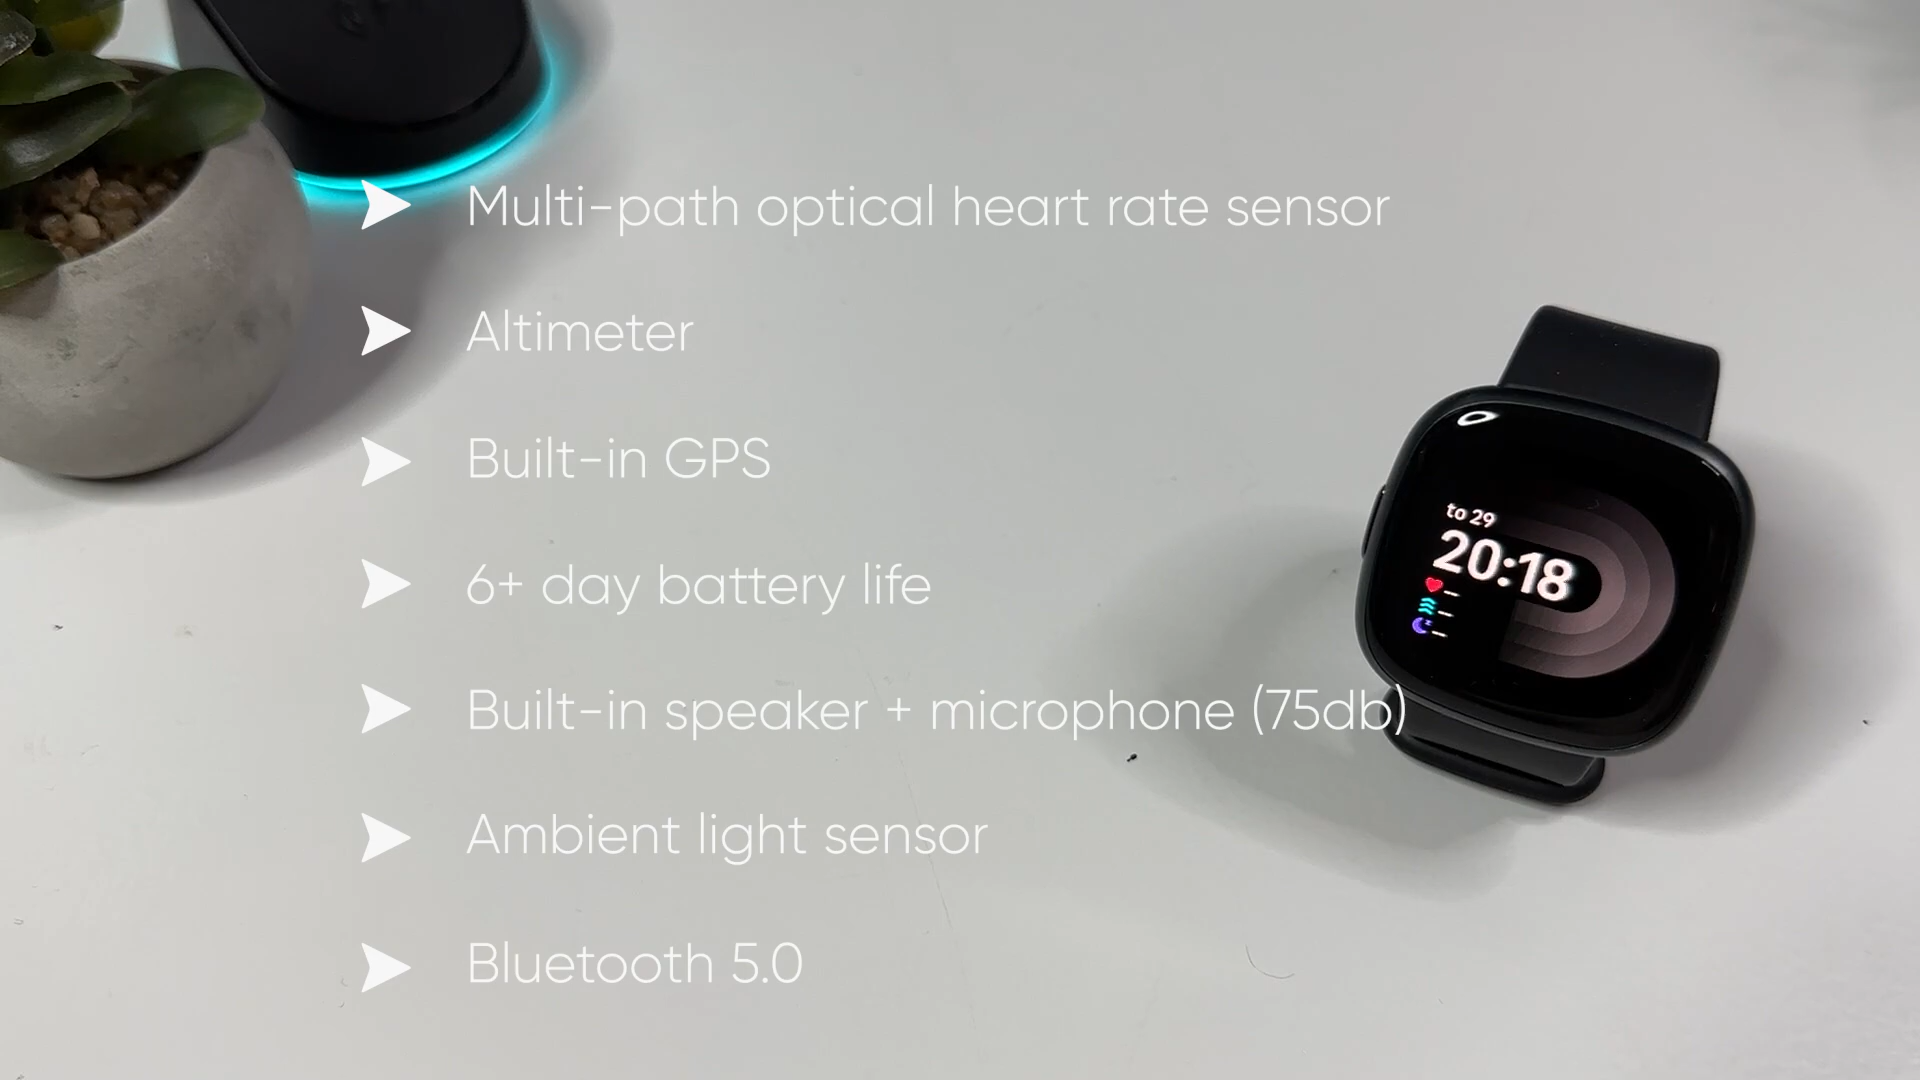 Multi-path optical heart rate sensor
Altimeter
Built-in GPS
6+ day battery life
Built-in speaker + microphone (75db)
Ambient light sensor
Bluetooth 5.0
to 29
20:18